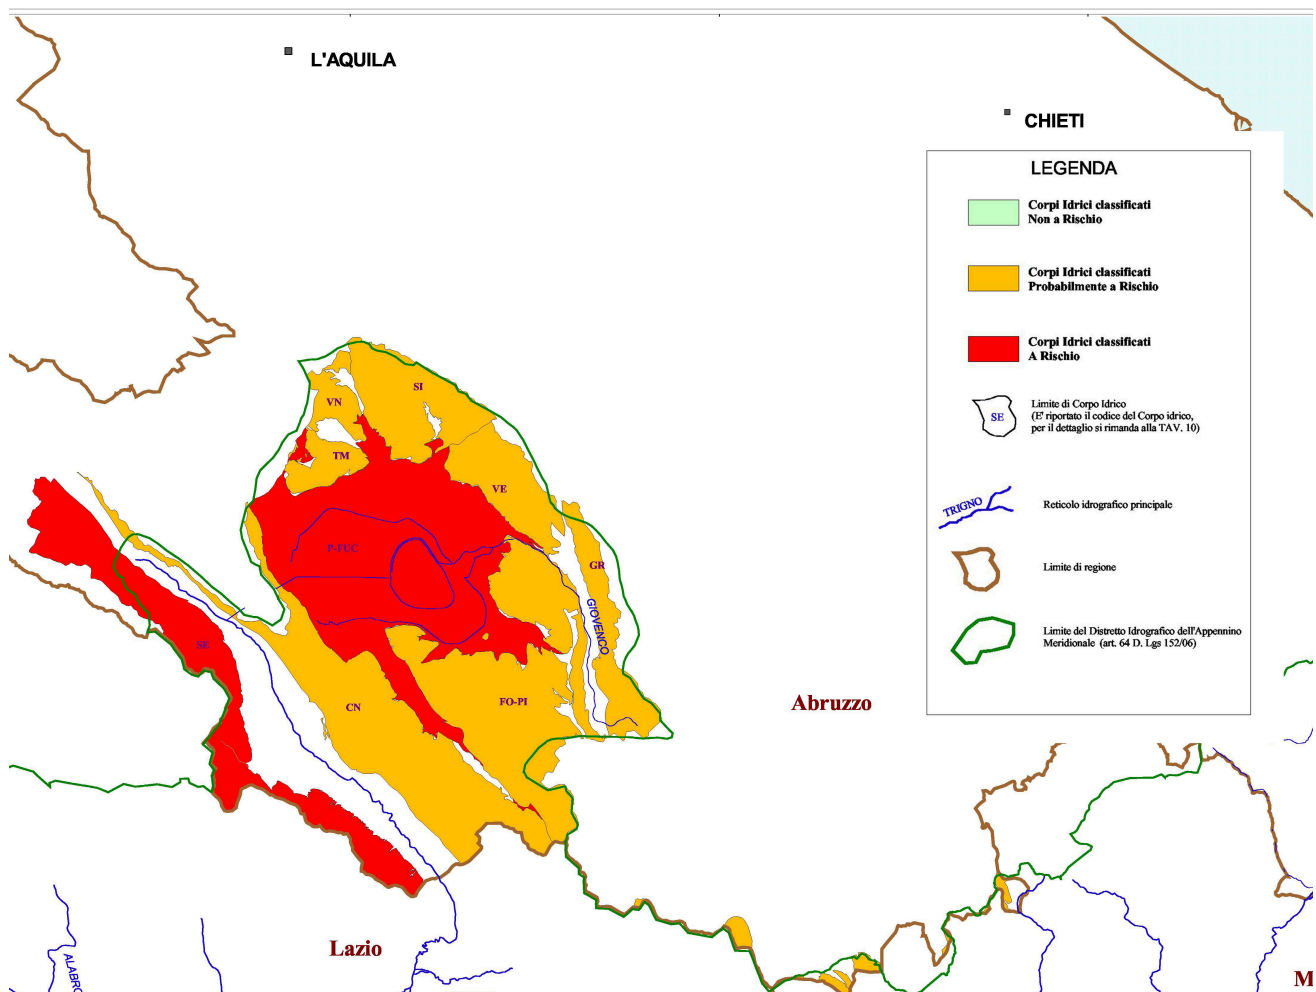 L'AQUILA
CHIETI
LEGENDA
Corpi Idrici classificati
Non a Rischio
Corpi Idrici classificati
Probabilmente a Rischio
Corpi Idrici classificati
A Rischio
SE
Limite di Corpo Idrico
(E' riportato il codice del Corpo idrico,
per il dettaglio si rimanda alla TAV. 10)
TRIGNO
Reticolo idrografico principale
Limite di regione
Limite del Distretto Idrografico dell'Appennino
Meridionale (art. 64 D. Lgs 152/06)
SI
VN
TM
VE
P-FUC
GR
GIOVENCO
SE
CN
FO-PI
Abruzzo
Lazio
ALABRO
M